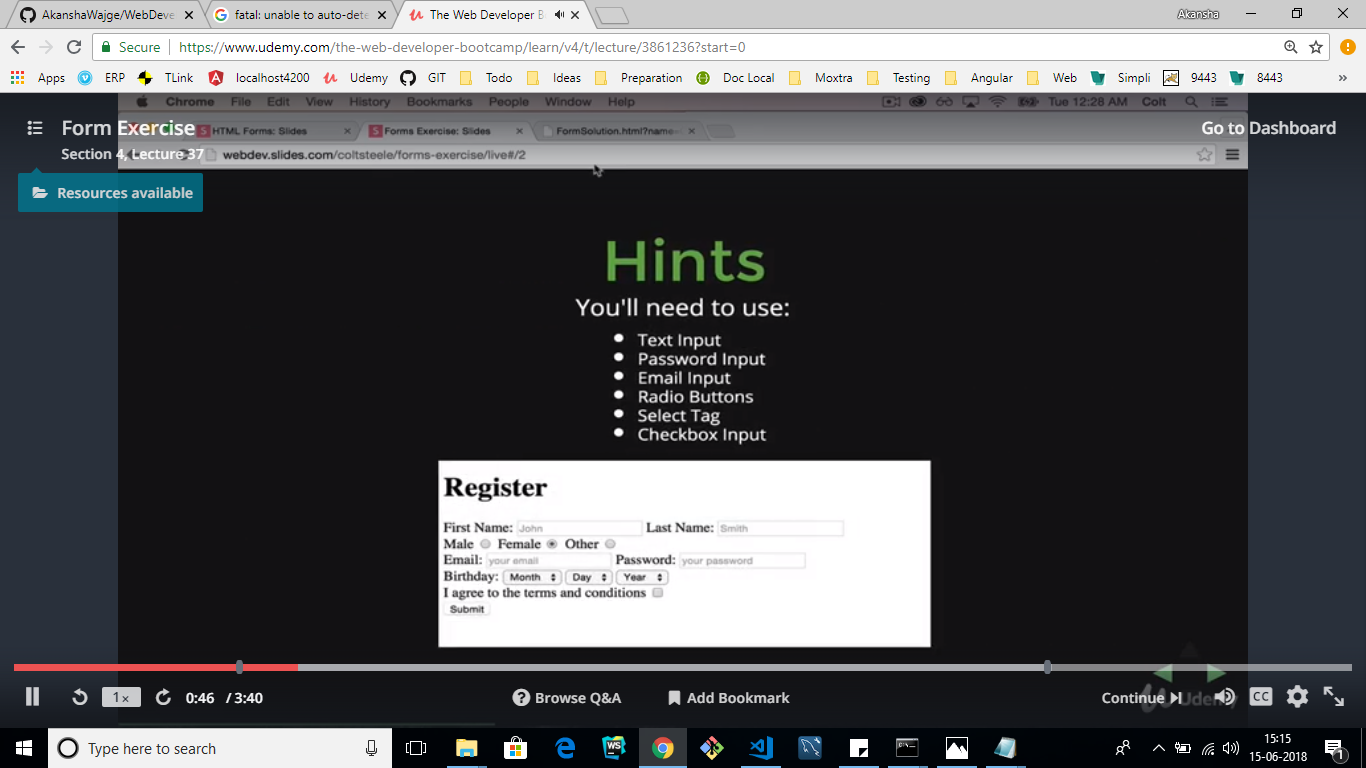 AkanshaWajge/WebDeve
fatal: unable to auto-dete
The Web Developer B
Akansha
Secure
https://www.udemy.com/the-web-developer-bootcamp/learn/v4/t/lecture/3861236?start=0
Apps ERP TLink localhost4200 Udemy GIT Todo Ideas Preparation Doc Local Moxtra Testing Angular Web Simpli 9443 8443 »
Chrome File Edit View History Bookmarks People Window Help Tue 12:28 AM Colt
Form Exercise
HTML Forms: Slides
Forms Exercise: Slides
FormSolution.html?name=
Go to Dashboard
Section 4, Lecture 37
webdev.slides.com/coltsteele/forms-exercise/live#/2
Resources available
Hints
You'll need to use:
Text Input
Password Input
Email Input
Radio Buttons
Select Tag
Checkbox Input
Register
First Name: John Last Name: Smith
Male Female Other
Email: your email Password: your password
Birthday: Month Day Year
I agree to the terms and conditions
Submit
1x 0:46 / 3:40 Browse Q&A Add Bookmark Continue CC
Udemy
Type here to search
WS
15:15
15-06-2018
1